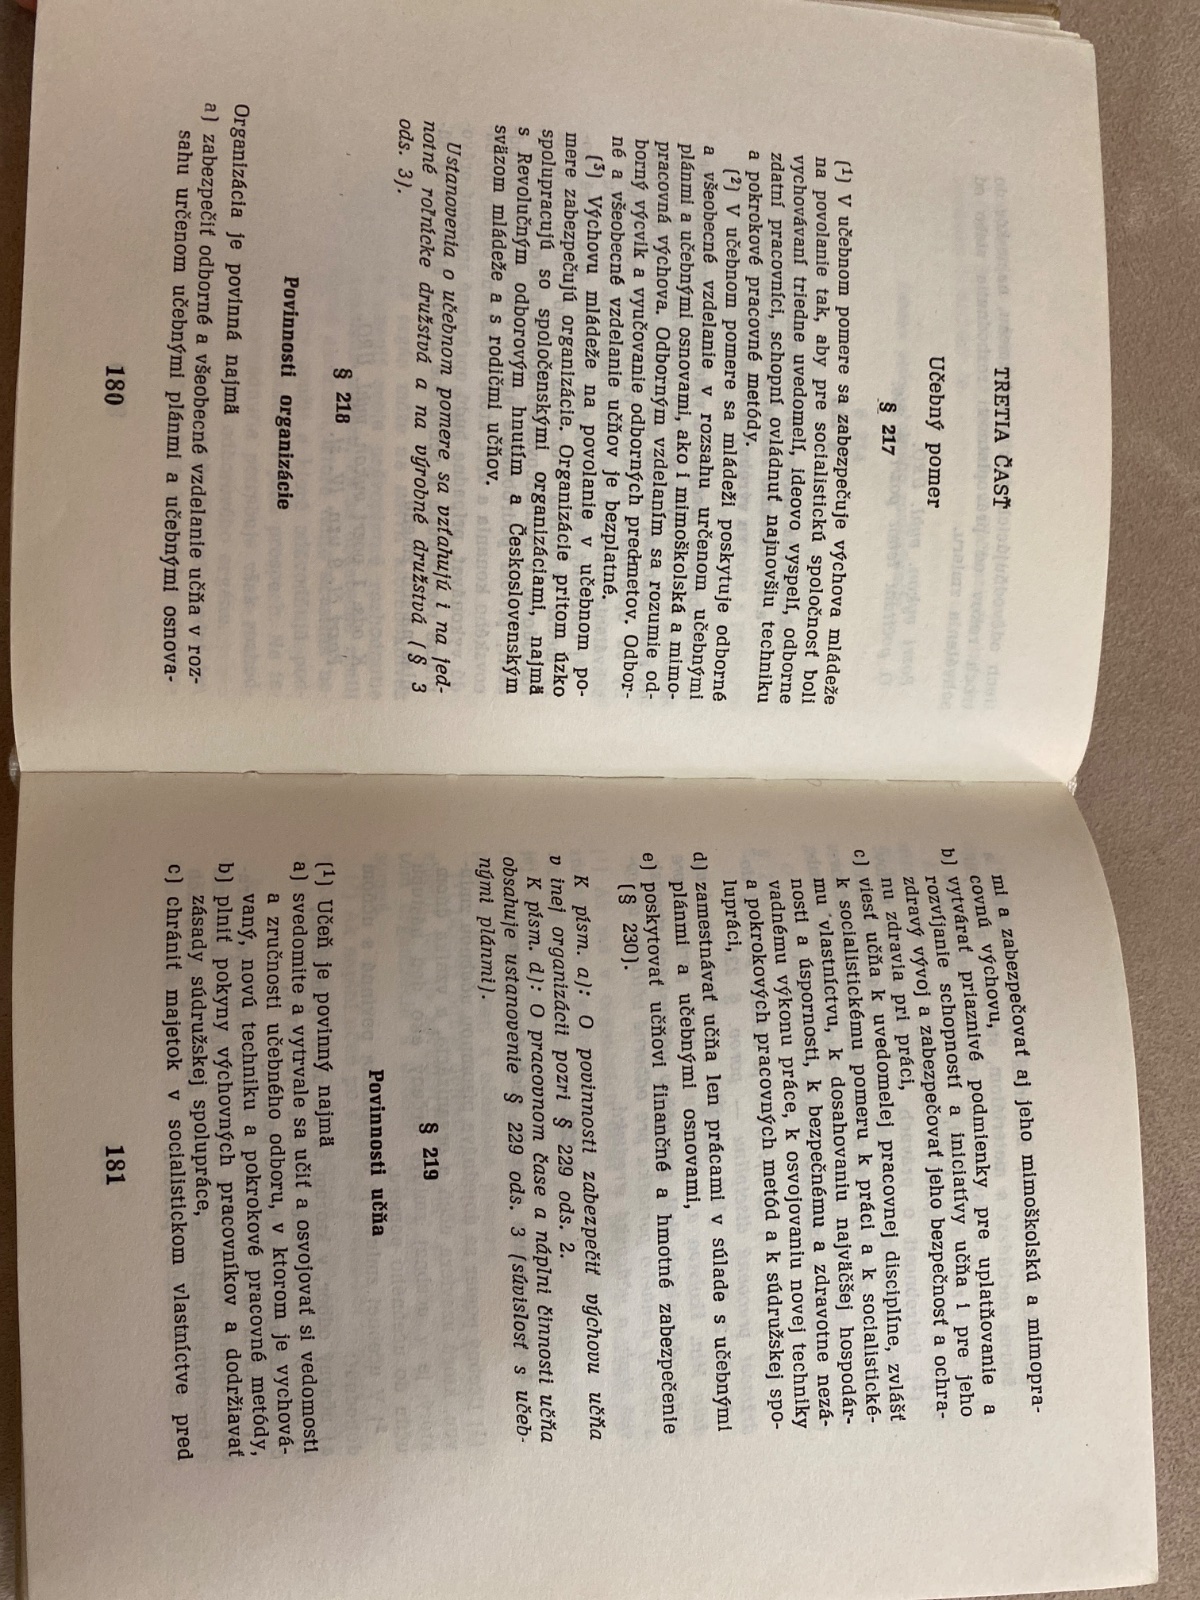 TRETIA ČASŤ
Učebný pomer
§ 217
(¹) V učebnom pomere sa zabezpečuje výchova mládeže
na povolanie tak, aby pre socialistickú spoločnosť boli
vychovávaní triedne uvedomelí, ideovo vyspelí, odborne
zdatní pracovníci, schopní ovládnuť najnovšiu techniku
a pokrokové pracovné metódy.
(²) V učebnom pomere sa mládeži poskytuje odborné
a všeobecné vzdelanie v rozsahu určenom učebnými
plánmi a učebnými osnovami, ako i mimoškolská a mimo-
pracovná výchova. Odborným vzdelaním sa rozumie od-
borný výcvik a vyučovanie odborných predmetov. Odbor-
né a všeobecné vzdelanie učňov je bezplatné.
(³) Výchovu mládeže na povolanie v učebnom po-
mere zabezpečujú organizácie. Organizácie pritom úzko
spolupracujú so spoločenskými organizáciami, najmä
s Revolučným odborovým hnutím a Československým
sväzom mládeže a s rodičmi učňov.
Ustanovenia o učebnom pomere sa vzťahujú i na jed-
notné roľnícke družstvá a na výrobné družstvá (§ 3
ods. 3).
§ 218
Povinnosti organizácie
Organizácia je povinná najmä
a) zabezpečiť odborné a všeobecné vzdelanie učňa v roz-
sahu určenom učebnými plánmi a učebnými osnova-
180
mi a zabezpečovať aj jeho mimoškolskú a mimopra-
covnú výchovu,
b) vytvárať priaznivé podmienky pre uplatňovanie a
rozvíjanie schopností a iniciatívy učňa i pre jeho
zdravý vývoj a zabezpečovať jeho bezpečnosť a ochra-
nu zdravia pri práci,
c) viesť učňa k uvedomelej pracovnej disciplíne, zvlášť
k socialistickému pomeru k práci a k socialistické-
mu vlastníctvu, k dosahovaniu najväčšej hospodár-
nosti a úspornosti, k bezpečnému a zdravotne nezá-
vadnému výkonu práce, k osvojovaniu novej techniky
a pokrokových pracovných metód a k súdružskej spo-
lupráci,
d) zamestnávať učňa len prácami v súlade s učebnými
plánmi a učebnými osnovami,
e) poskytovať učňovi finančné a hmotné zabezpečenie
(§ 230).
K písm. a): O povinnosti zabezpečiť výchovu učňa
v inej organizácii pozri § 229 ods. 2.
K písm. d): O pracovnom čase a náplni činnosti učňa
obsahuje ustanovenie § 229 ods. 3 (súvislosť s učeb-
nými plánmi).
§ 219
Povinnosti učňa
(¹) Učeň je povinný najmä
a) svedomite a vytrvale sa učiť a osvojovať si vedomosti
a zručnosti učebného odboru, v ktorom je vychová-
vaný, novú techniku a pokrokové pracovné metódy,
b) plniť pokyny výchovných pracovníkov a dodržiavať
zásady súdružskej spolupráce,
c) chrániť majetok v socialistickom vlastníctve pred
181